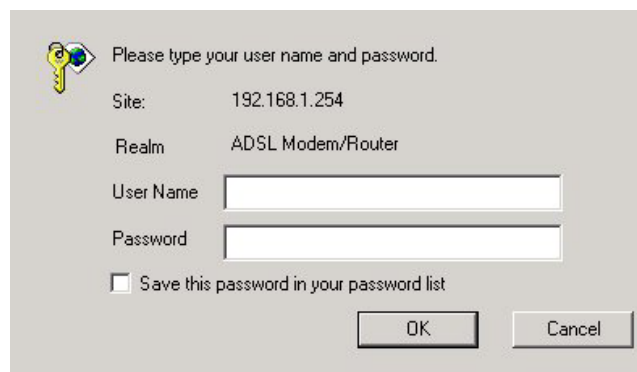 Please type your user name and password.
Site: 192.168.1.254
Realm ADSL Modem/Router
User Name
Password
Save this password in your password list
OK Cancel